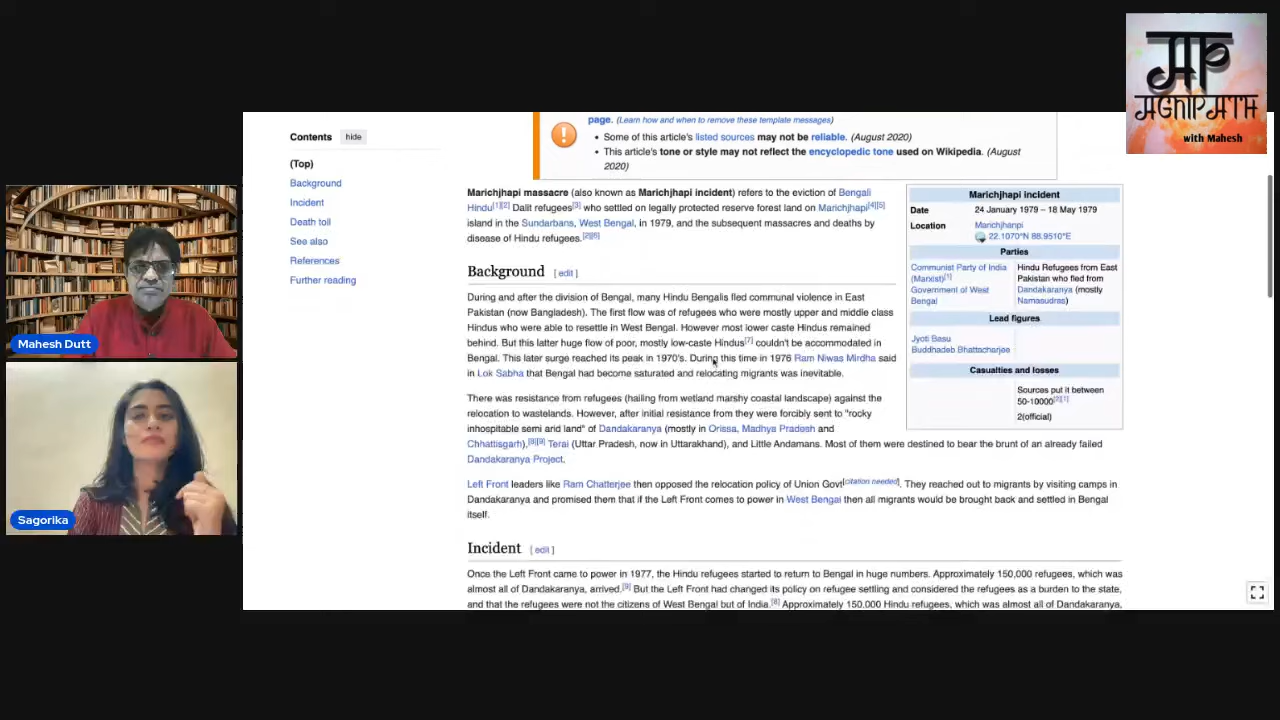 AP
AGNIPATH
with Mahesh
Contents hide
(Top)
Background
Incident
Death toll
See also
References
Further reading
page. (Learn how and when to remove these template messages)
• Some of this article's listed sources may not be reliable. (August 2020)
• This article's tone or style may not reflect the encyclopedic tone used on Wikipedia. (August
2020)
Marichjhapi massacre (also known as Marichjhapi incident) refers to the eviction of Bengali
Hindu[1][2] Dalit refugees[3] who settled on legally protected reserve forest land on Marichjhapi[4][5]
island in the Sundarbans, West Bengal, in 1979, and the subsequent massacres and deaths by
disease of Hindu refugees.[2][6]
Marichjhapi incident
Date 24 January 1979 – 18 May 1979
Location Marichjhanpi
22.1070°N 88.9510°E
Parties
Communist Party of India
(Marxist)[1]
Government of West
Bengal
Hindu Refugees from East
Pakistan who fled from
Dandakaranya (mostly
Namasudras)
Lead figures
Jyoti Basu
Buddhadeb Bhattacharjee
Casualties and losses
Sources put it between
50-10000[2][1]
2(official)
Background [ edit ]
During and after the division of Bengal, many Hindu Bengalis fled communal violence in East
Pakistan (now Bangladesh). The first flow was of refugees who were mostly upper and middle class
Hindus who were able to resettle in West Bengal. However most lower caste Hindus remained
behind. But this latter huge flow of poor, mostly low-caste Hindus[7] couldn't be accommodated in
Bengal. This later surge reached its peak in 1970's. During this time in 1976 Ram Niwas Mirdha said
in Lok Sabha that Bengal had become saturated and relocating migrants was inevitable.
There was resistance from refugees (hailing from wetland marshy coastal landscape) against the
relocation to wastelands. However, after initial resistance from they were forcibly sent to "rocky
inhospitable semi arid land" of Dandakaranya (mostly in Orissa, Madhya Pradesh and
Chhattisgarh),[8][9] Terai (Uttar Pradesh, now in Uttarakhand), and Little Andamans. Most of them were destined to bear the brunt of an already failed
Dandakaranya Project.
Left Front leaders like Ram Chatterjee then opposed the relocation policy of Union Govt[citation needed]. They reached out to migrants by visiting camps in
Dandakaranya and promised them that if the Left Front comes to power in West Bengal then all migrants would be brought back and settled in Bengal
itself.
Incident [ edit ]
Once the Left Front came to power in 1977, the Hindu refugees started to return to Bengal in huge numbers. Approximately 150,000 refugees, which was
almost all of Dandakaranya, arrived.[9] But the Left Front had changed its policy on refugee settling and considered the refugees as a burden to the state,
and that the refugees were not the citizens of West Bengal but of India.[8] Approximately 150,000 Hindu refugees, which was almost all of Dandakaranya,
Mahesh Dutt
Sagorika